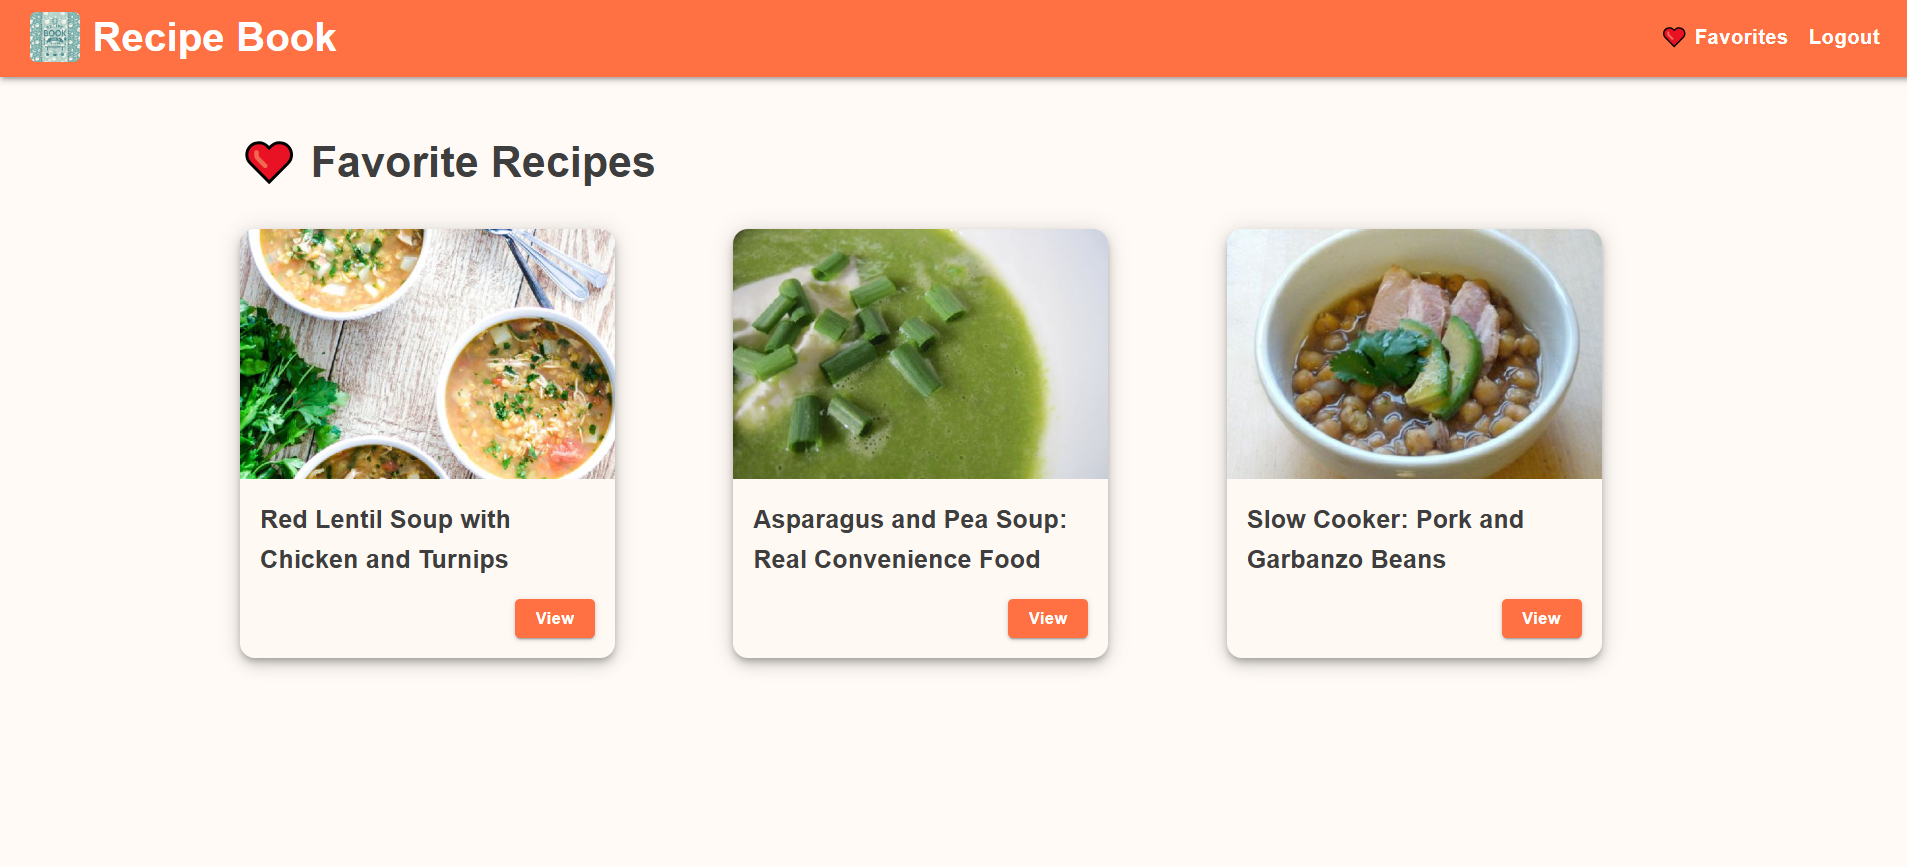 BOOK
Recipe Book
Favorites
Logout
Favorite Recipes
Red Lentil Soup with
Chicken and Turnips
View
Asparagus and Pea Soup:
Real Convenience Food
View
Slow Cooker: Pork and
Garbanzo Beans
View